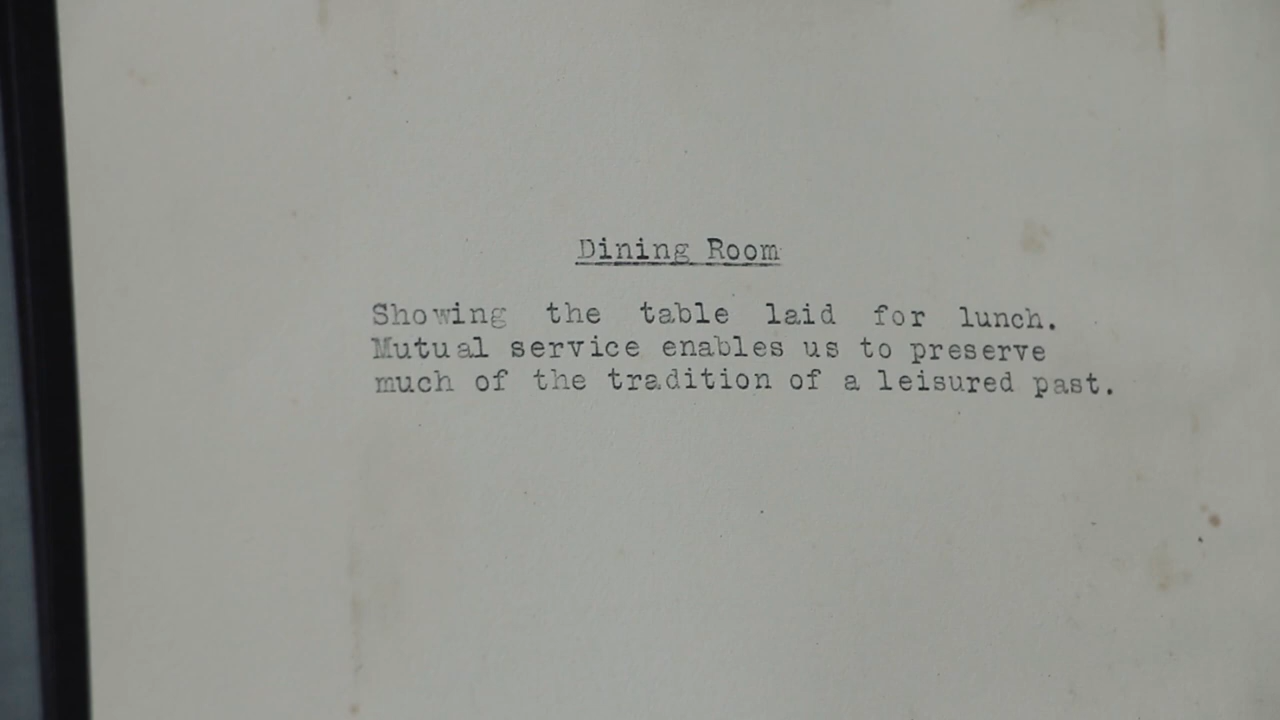 Dining Room
Showing the table laid for lunch.
Mutual service enables us to preserve
much of the tradition of a leisured past.